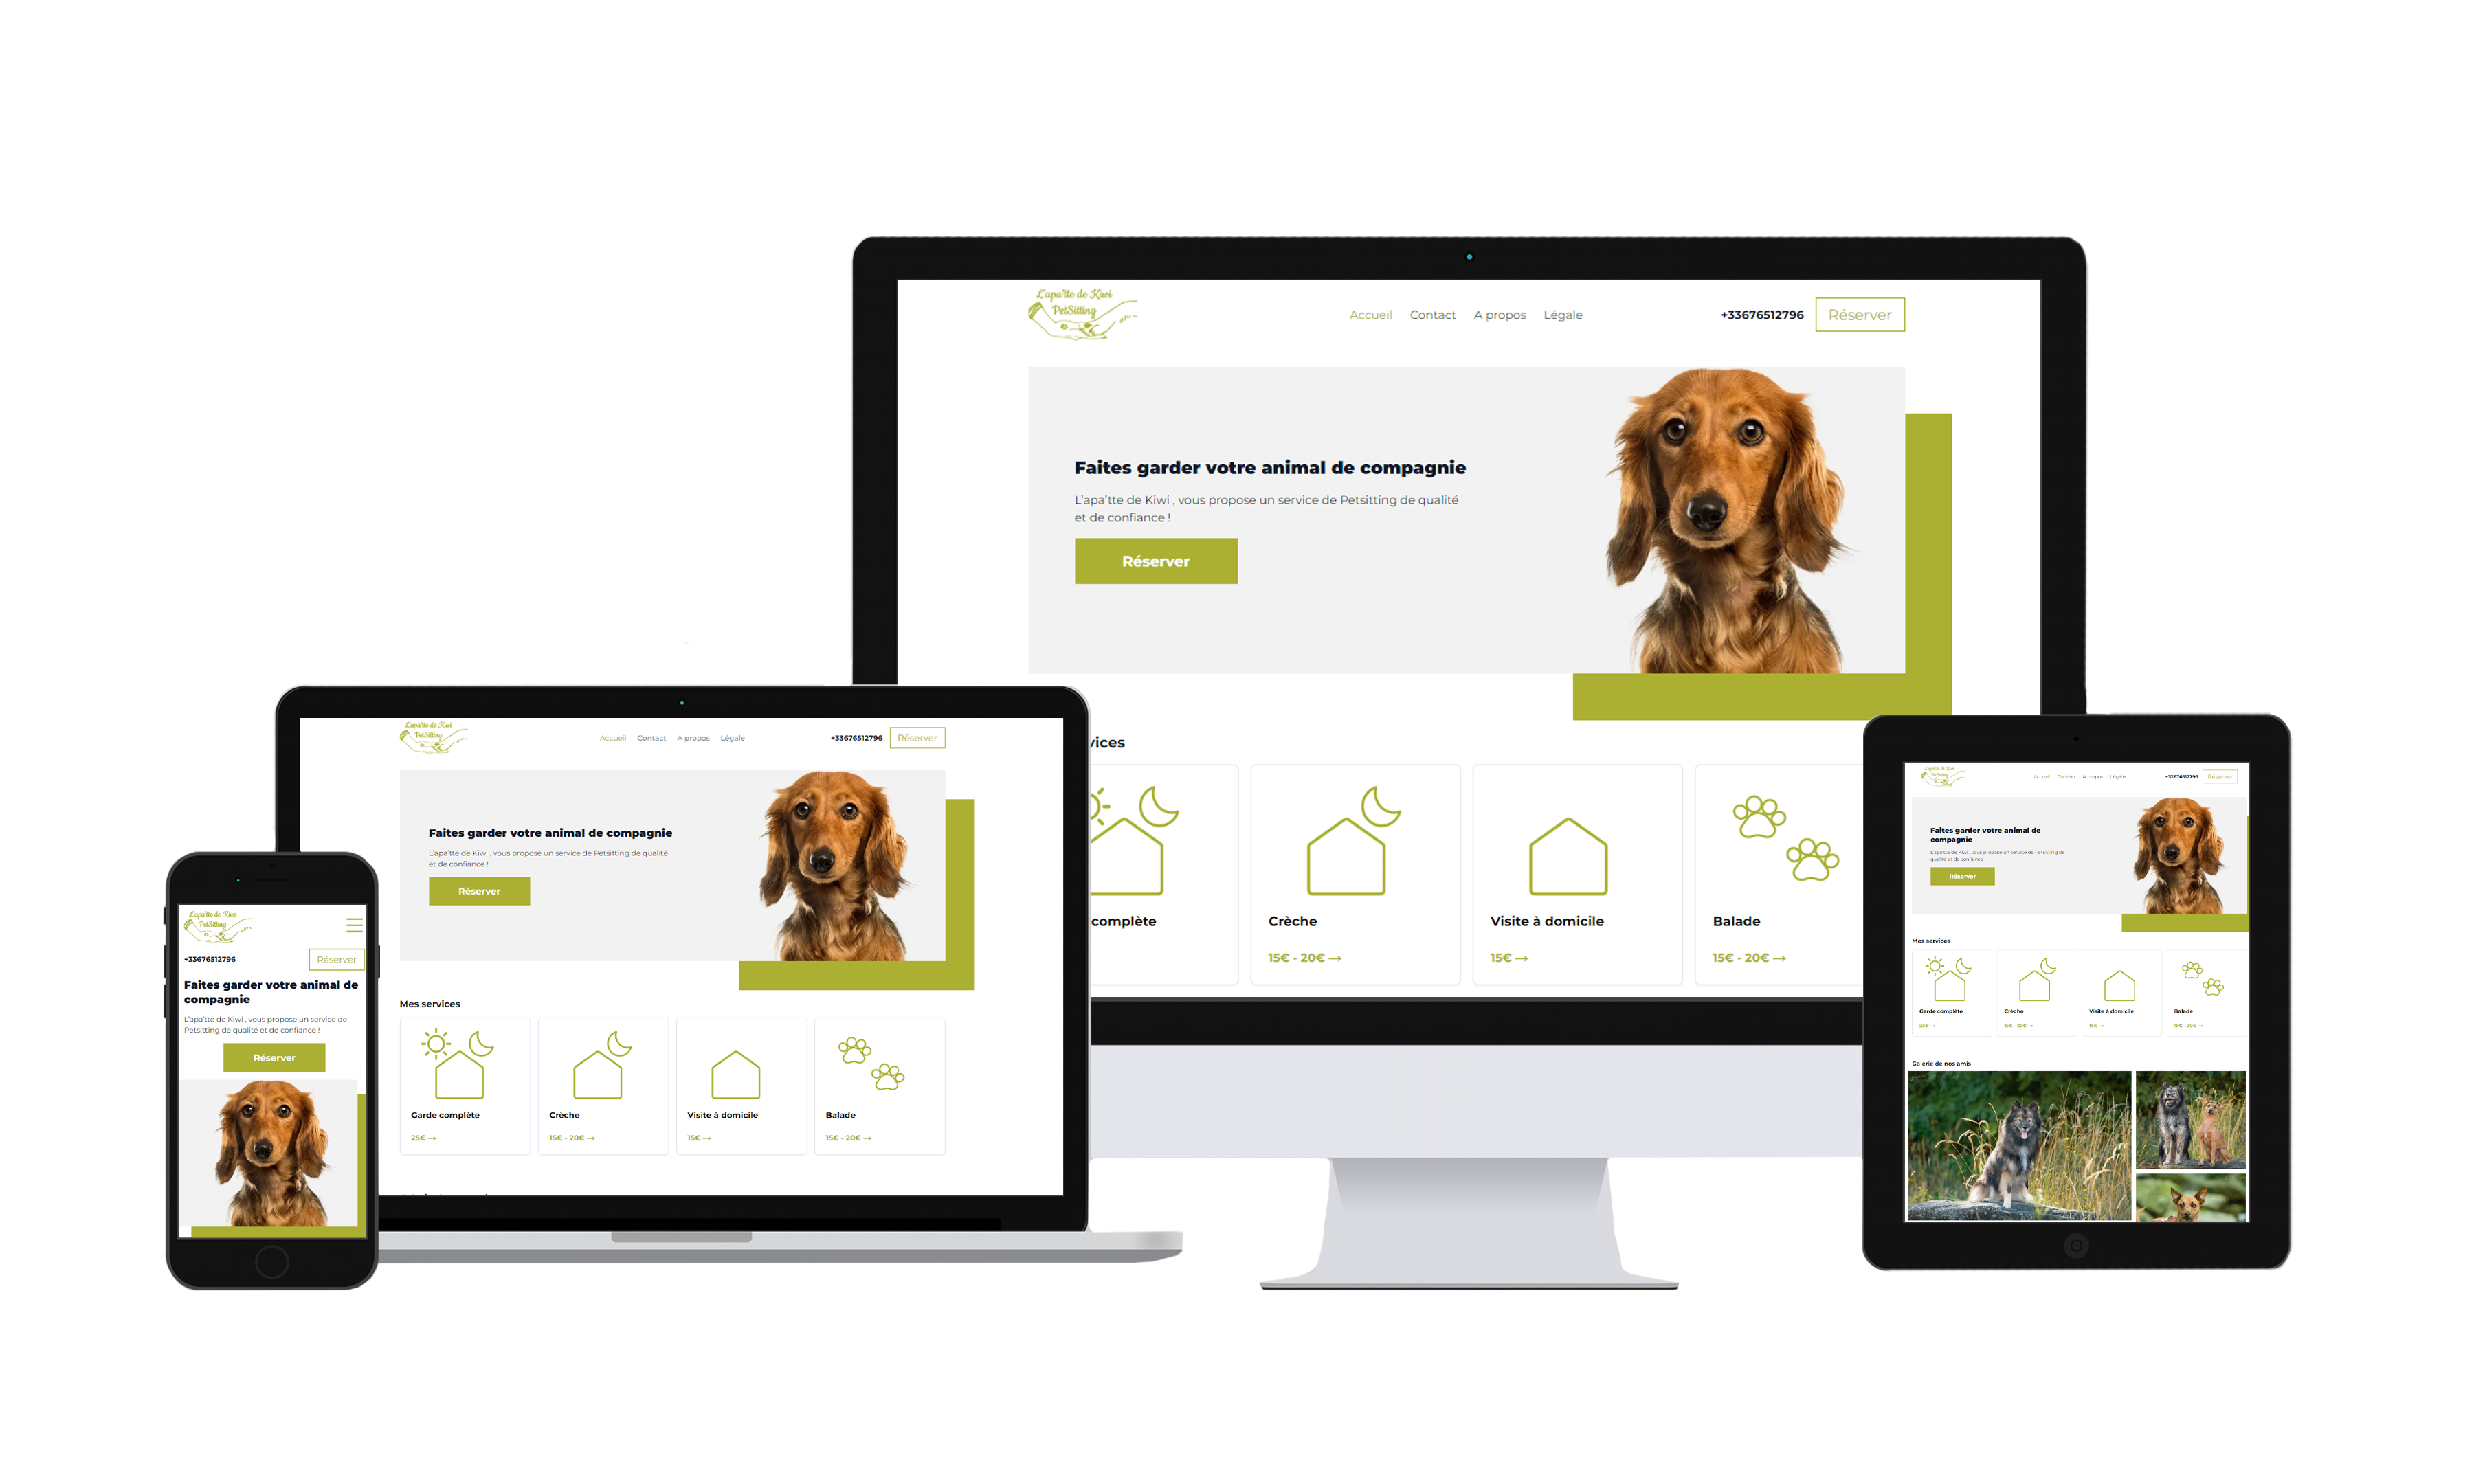 L'apa'tte de Kiwi
PetSitting
Accueil Contact A propos Légale
+33676512796 Réserver
Faites garder votre animal de compagnie
L'apa'tte de Kiwi , vous propose un service de Petsitting de qualité
et de confiance !
Réserver
vices
complète
Crèche
15€ - 20€ →
Visite à domicile
15€ →
Balade
15€ - 20€ →
L'apa'tte de Kiwi
PetSitting
Accueil Contact A propos Légale
+33676512796 Réserver
Faites garder votre animal de compagnie
L'apa'tte de Kiwi , vous propose un service de Petsitting de qualité
et de confiance !
Réserver
Mes services
Garde complète
25€ →
Crèche
15€ - 20€ →
Visite à domicile
15€ →
Balade
15€ - 20€ →
L'apa'tte de Kiwi
PetSitting
+33676512796 Réserver
Faites garder votre animal de
compagnie
L'apa'tte de Kiwi , vous propose un service de
Petsitting de qualité et de confiance !
Réserver
L'apa'tte de Kiwi
PetSitting
Accueil Contact A propos Légale
+33676512796 Réserver
Faites garder votre animal de
compagnie
L'apa'tte de Kiwi , vous propose un service de Petsitting de
qualité et de confiance !
Réserver
Mes services
Garde complète
25€ →
Crèche
15€ - 20€ →
Visite à domicile
15€ →
Balade
15€ - 20€ →
Galerie de nos amis